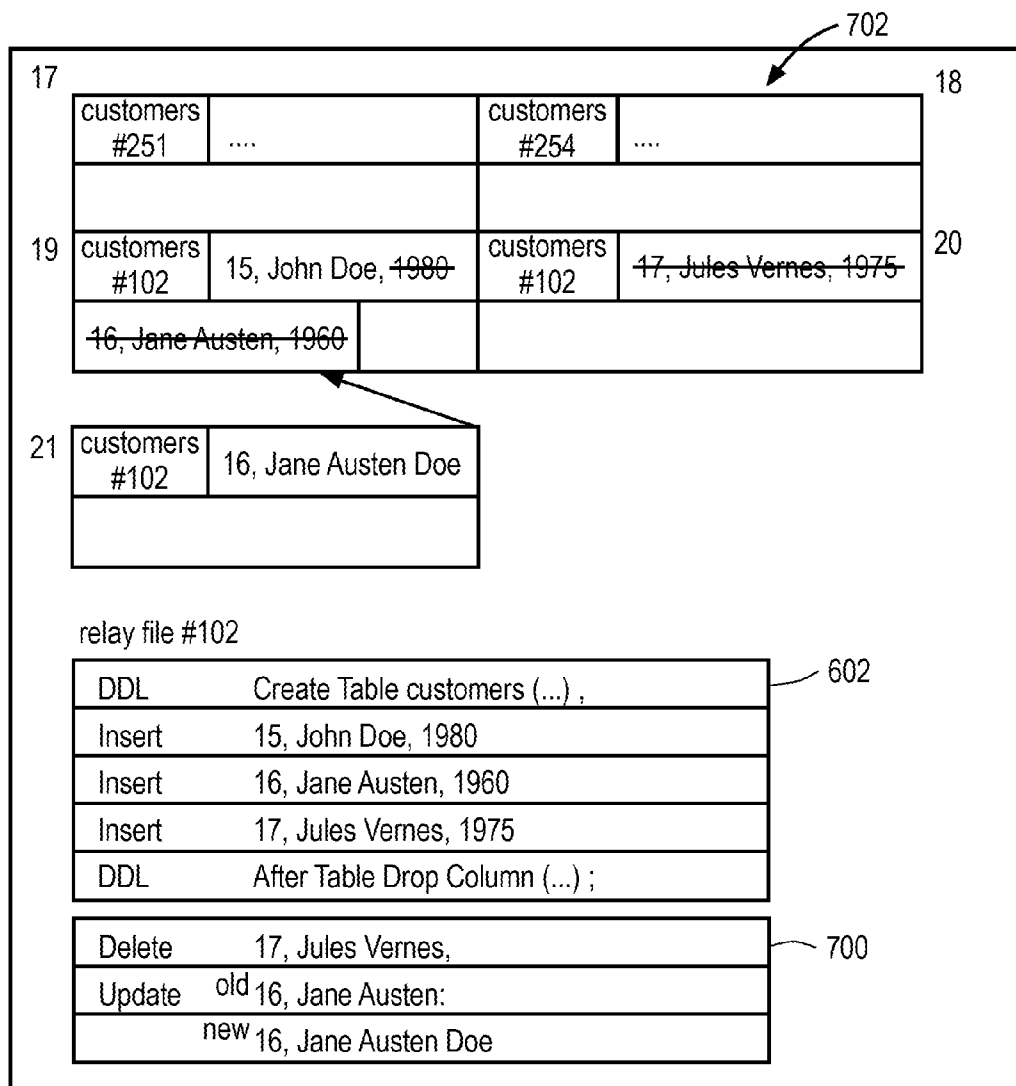 702
17
18
customers #251 ....
customers #254 ....
19
20
customers #102 15, John Doe, 1980
customers #102 17, Jules Vernes, 1975
16, Jane Austen, 1960
21
customers #102 16, Jane Austen Doe
relay file #102
602
DDL Create Table customers (...) ,
Insert 15, John Doe, 1980
Insert 16, Jane Austen, 1960
Insert 17, Jules Vernes, 1975
DDL After Table Drop Column (...) ;
Delete 17, Jules Vernes,
700
Update old 16, Jane Austen:
new 16, Jane Austen Doe